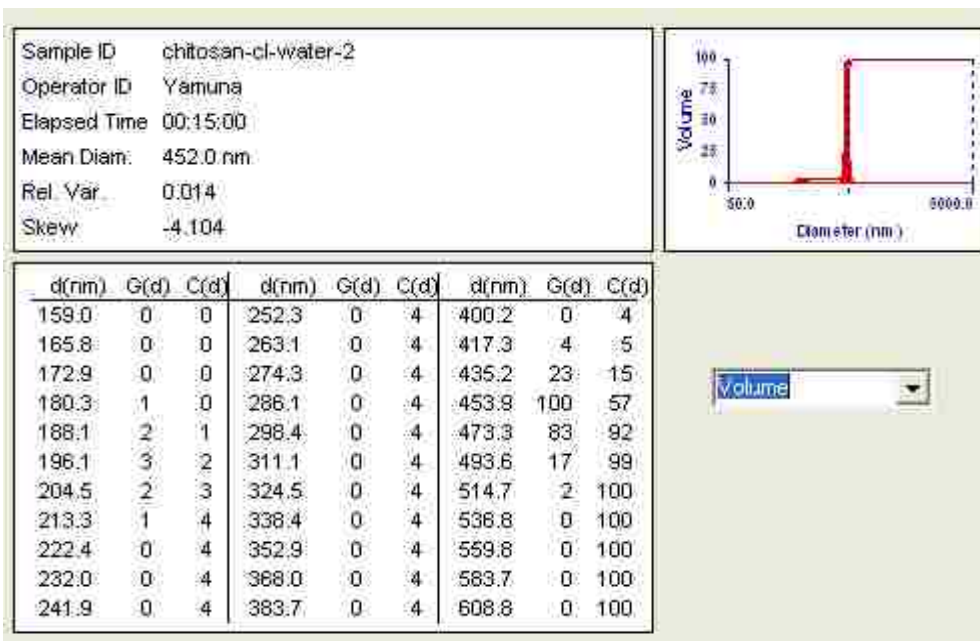 Sample ID chitosan-cl-water-2
Operator ID Yamuna
Elapsed Time 00:15:00
Mean Diam. 452.0 nm
Rel. Var. 0.014
Skew -4.104
Volume
100
75
50
25
0
50.0 5000.0
Diameter (nm)
d(nm) G(d) C(d) d(nm) G(d) C(d) d(nm) G(d) C(d)
159.0 0 0 252.3 0 4 400.2 0 4
165.8 0 0 263.1 0 4 417.3 4 5
172.9 0 0 274.3 0 4 435.2 23 15
180.3 1 0 286.1 0 4 453.9 100 57
188.1 2 1 298.4 0 4 473.3 83 92
196.1 3 2 311.1 0 4 493.6 17 99
204.5 2 3 324.5 0 4 514.7 2 100
213.3 1 4 338.4 0 4 536.8 0 100
222.4 0 4 352.9 0 4 559.8 0 100
232.0 0 4 368.0 0 4 583.7 0 100
241.9 0 4 383.7 0 4 608.8 0 100
Volume